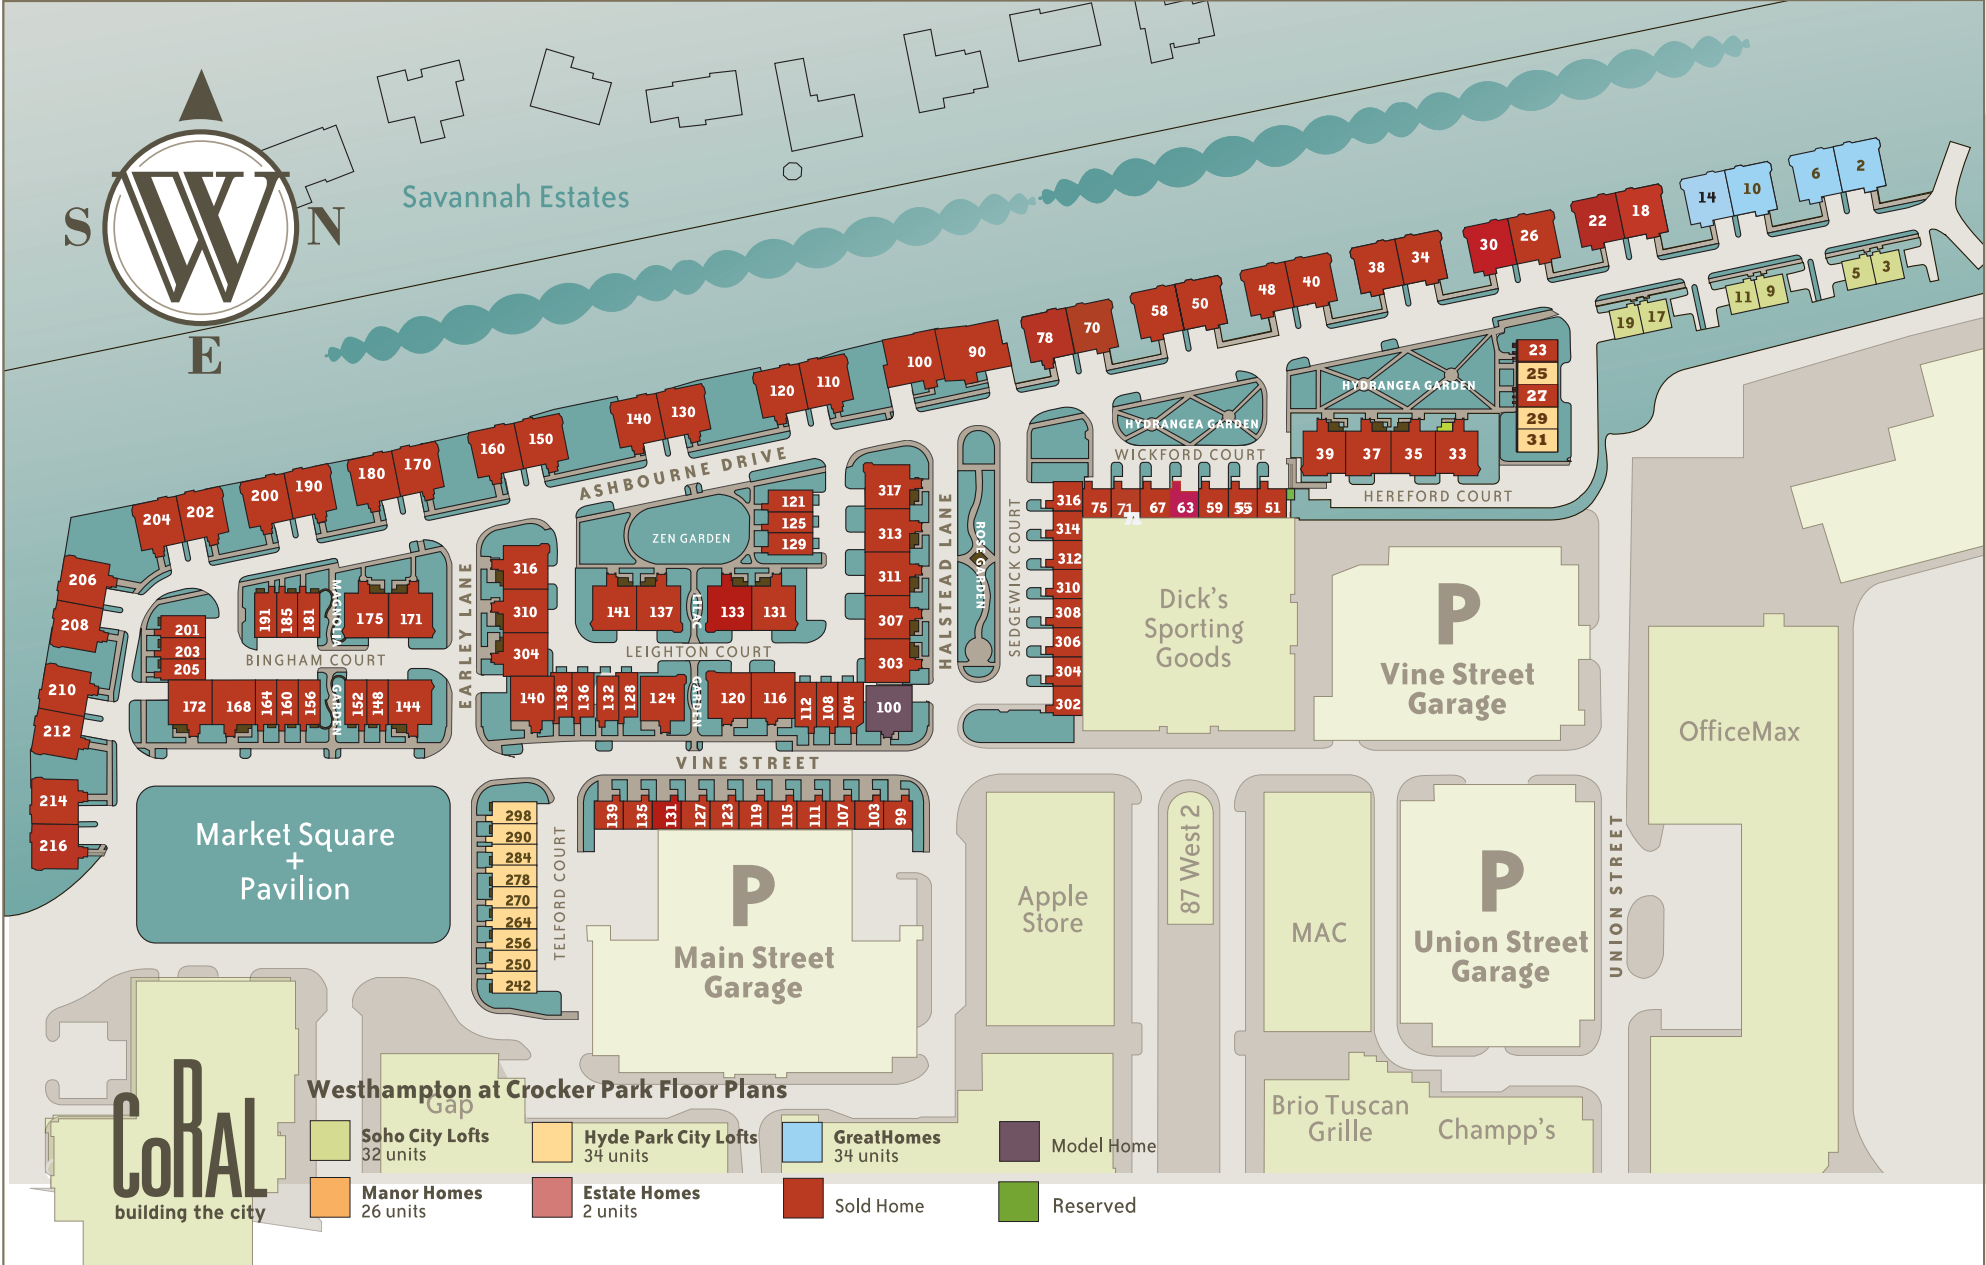 W
S
N
E
Savannah Estates
2
6
10
14
18
22
26
30
34
38
40
48
50
58
70
78
90
100
110
120
130
140
150
160
170
180
190
200
202
204
206
208
210
212
214
216
3
5
9
11
17
19
23
25
27
29
31
HYDRANGEA GARDEN
39
37
35
33
HEREFORD COURT
HYDRANGEA GARDEN
WICKFORD COURT
75
71
71
67
63
59
55
51
316
314
312
310
308
306
304
302
SEDGEWICK COURT
ROSE GARDEN
HALSTEAD LANE
317
313
311
307
303
100
ASHBOURNE DRIVE
121
125
129
ZEN GARDEN
141
137
LILAC
133
131
LEIGHTON COURT
EARLEY LANE
316
310
304
140
138
136
132
128
124
GARDEN
120
116
112
108
104
191
185
181
MAGNOLIA
175
171
201
203
205
BINGHAM COURT
172
168
164
160
156
GARDEN
152
148
144
VINE STREET
139
135
131
127
123
119
115
111
107
103
99
298
290
284
278
270
264
256
250
242
TELFORD COURT
Market Square
+
Pavilion
P
Main Street
Garage
Dick's
Sporting
Goods
P
Vine Street
Garage
OfficeMax
Apple
Store
87 West 2
MAC
P
Union Street
Garage
UNION STREET
Brio Tuscan
Grille
Champp's
Gap
CoRAL
building the city
Westhampton at Crocker Park Floor Plans
Soho City Lofts
32 units
Hyde Park City Lofts
34 units
GreatHomes
34 units
Model Home
Manor Homes
26 units
Estate Homes
2 units
Sold Home
Reserved